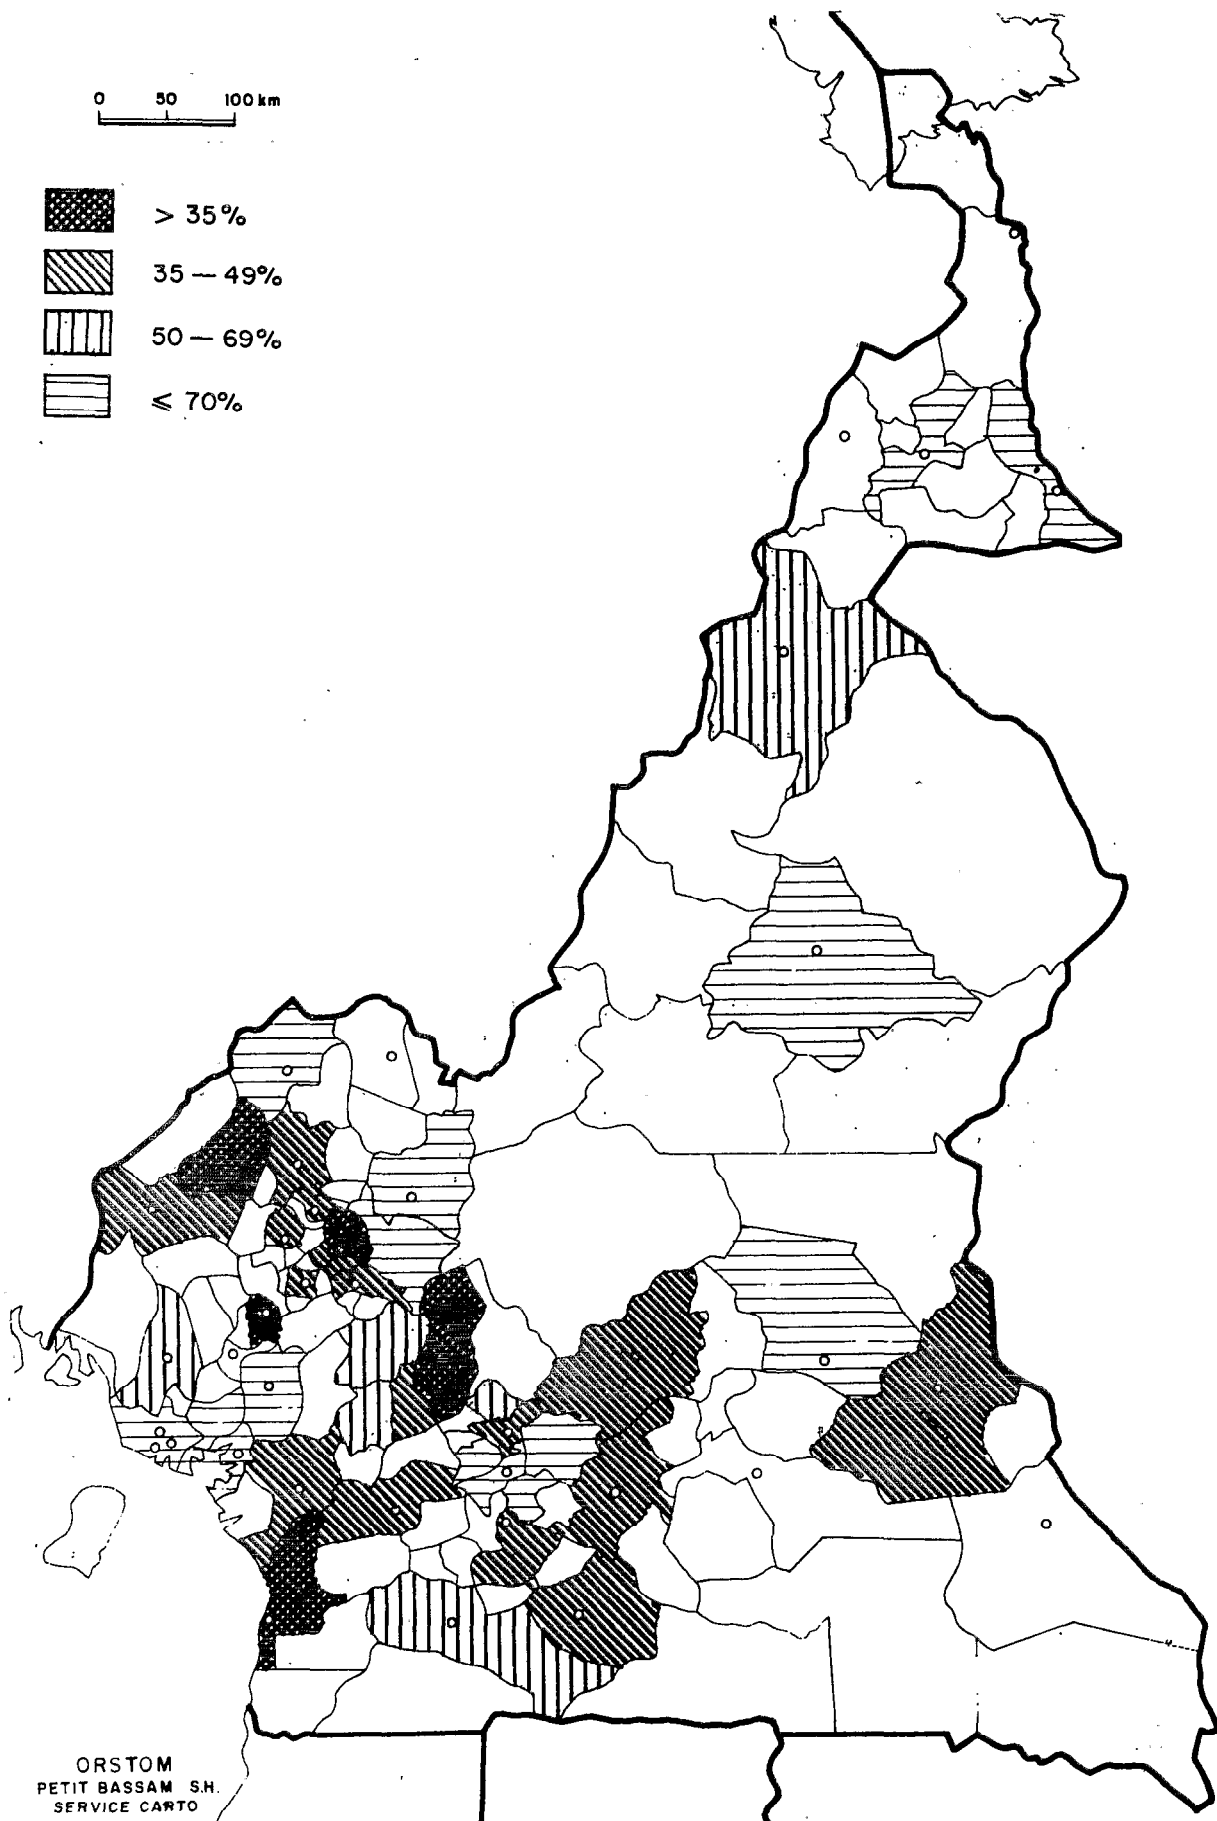 0 50 100 km
> 35%
35 — 49%
50 — 69%
⩽ 70%
ORSTOM
PETIT BASSAM S.H.
SERVICE CARTO